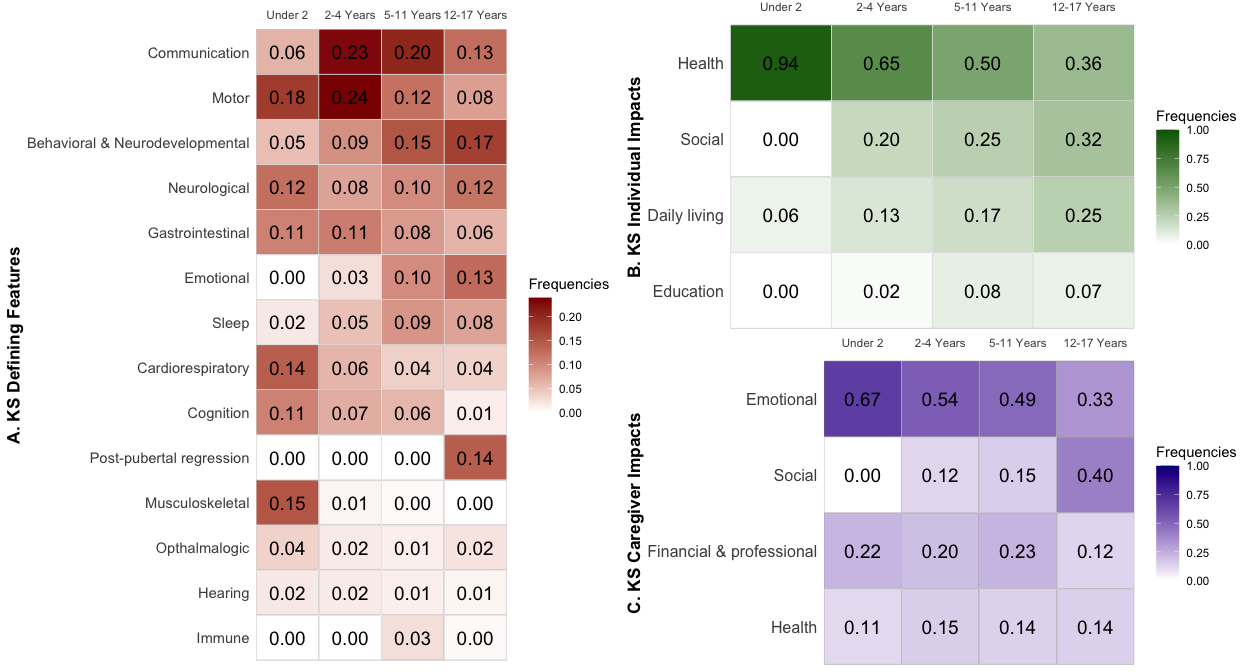 A. KS Defining Features
Under 2 2-4 Years 5-11 Years 12-17 Years
Communication 0.06 0.23 0.20 0.13
Motor 0.18 0.24 0.12 0.08
Behavioral & Neurodevelopmental 0.05 0.09 0.15 0.17
Neurological 0.12 0.08 0.10 0.12
Gastrointestinal 0.11 0.11 0.08 0.06
Emotional 0.00 0.03 0.10 0.13
Sleep 0.02 0.05 0.09 0.08
Cardiorespiratory 0.14 0.06 0.04 0.04
Cognition 0.11 0.07 0.06 0.01
Post-pubertal regression 0.00 0.00 0.00 0.14
Musculoskeletal 0.15 0.01 0.00 0.00
Opthalmalogic 0.04 0.02 0.01 0.02
Hearing 0.02 0.02 0.01 0.01
Immune 0.00 0.00 0.03 0.00
Frequencies
0.20
0.15
0.10
0.05
0.00
B. KS Individual Impacts
Under 2 2-4 Years 5-11 Years 12-17 Years
Health 0.94 0.65 0.50 0.36
Social 0.00 0.20 0.25 0.32
Daily living 0.06 0.13 0.17 0.25
Education 0.00 0.02 0.08 0.07
Frequencies
1.00
0.75
0.50
0.25
0.00
C. KS Caregiver Impacts
Under 2 2-4 Years 5-11 Years 12-17 Years
Emotional 0.67 0.54 0.49 0.33
Social 0.00 0.12 0.15 0.40
Financial & professional 0.22 0.20 0.23 0.12
Health 0.11 0.15 0.14 0.14
Frequencies
1.00
0.75
0.50
0.25
0.00